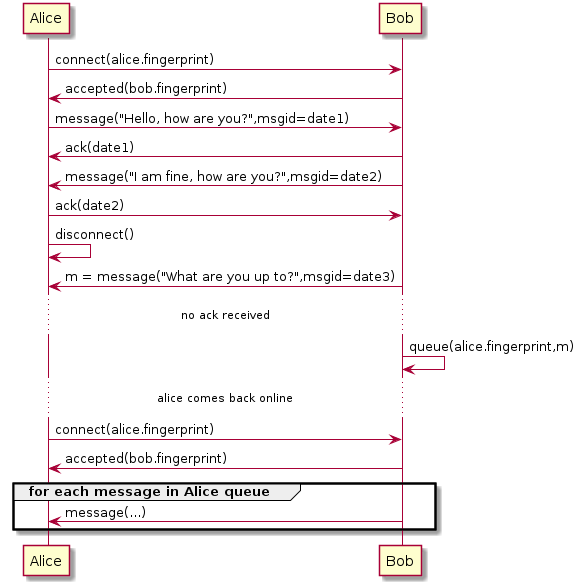 Alice Bob
connect(alice.fingerprint)
accepted(bob.fingerprint)
message("Hello, how are you?",msgid=date1)
ack(date1)
message("I am fine, how are you?",msgid=date2)
ack(date2)
disconnect()
m = message("What are you up to?",msgid=date3)
no ack received
queue(alice.fingerprint,m)
alice comes back online
connect(alice.fingerprint)
accepted(bob.fingerprint)
for each message in Alice queue
message(...)
Alice Bob